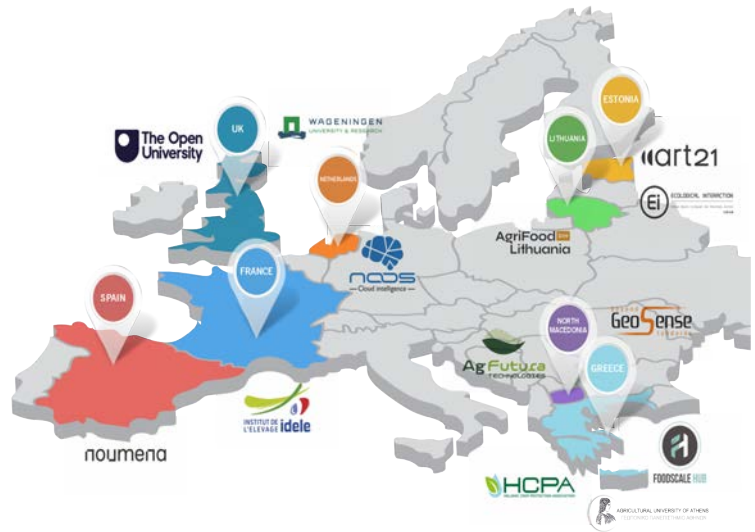 ESTONIA
UK
WAGENINGEN
UNIVERSITY & RESEARCH
The Open
University
LITHUANIA
art21
NETHERLANDS
Ei
ECOLOGICAL INTERACTION
AgriFood
Lithuania
naos
Cloud intelligence
FRANCE
SPAIN
NORTH
MACEDONIA
GeoSense
AgFutura
TECHNOLOGIES
GREECE
INSTITUT DE
L'ELEVAGE idele
noumena
FOODSCALE HUB
HCPA
AGRICULTURAL UNIVERSITY OF ATHENS